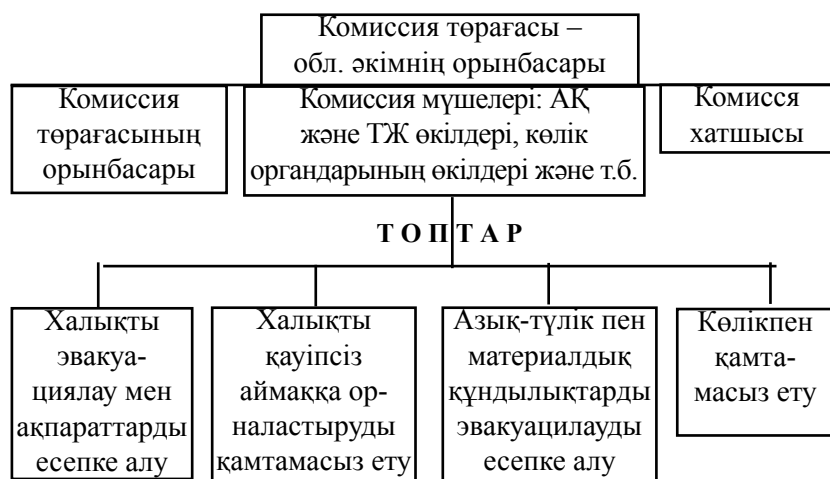 Комиссия төрағасы –
обл. әкімнің орынбасары
Комиссия
төрағасының
орынбасары
Комиссия мүшелері: АҚ
және ТЖ өкілдері, көлік
органдарының өкілдері және т.б.
Комисся
хатшысы
Т О П Т А Р
Халықты
эвакуа-
циялау мен
ақпараттарды
есепке алу
Халықты
қауіпсіз
аймаққа ор-
наластыруды
қамтамасыз ету
Азық-түлік пен
материалдық
құндылықтарды
эвакуацилауды
есепке алу
Көлікпен
қамта-
масыз ету